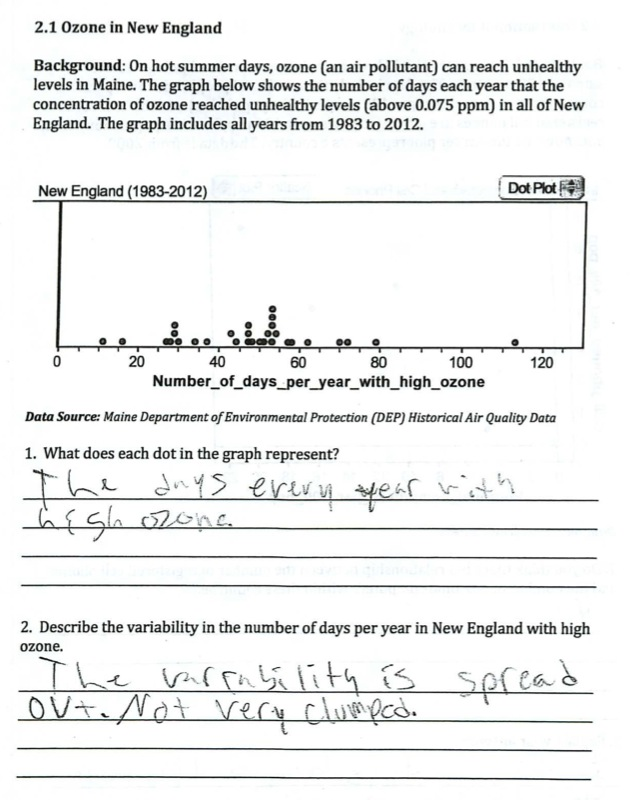 2.1 Ozone in New England
Background: On hot summer days, ozone (an air pollutant) can reach unhealthy
levels in Maine. The graph below shows the number of days each year that the
concentration of ozone reached unhealthy levels (above 0.075 ppm) in all of New
England. The graph includes all years from 1983 to 2012.
New England (1983-2012)
Dot Plot
0 20 40 60 80 100 120
Number_of_days_per_year_with_high_ozone
Data Source: Maine Department of Environmental Protection (DEP) Historical Air Quality Data
1. What does each dot in the graph represent?
The days every year with
high ozone.
2. Describe the variability in the number of days per year in New England with high
ozone.
The variability is spread
out. Not very clumped.